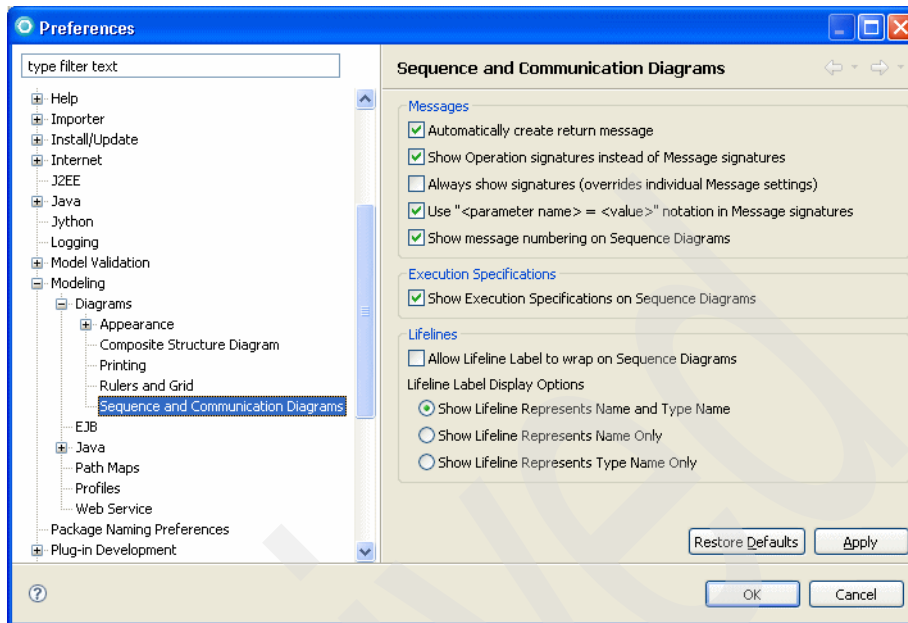 Preferences
type filter text
Help
Importer
Install/Update
Internet
J2EE
Java
Jython
Logging
Model Validation
Modeling
Diagrams
Appearance
Composite Structure Diagram
Printing
Rulers and Grid
Sequence and Communication Diagrams
EJB
Java
Path Maps
Profiles
Web Service
Package Naming Preferences
Plug-in Development
Sequence and Communication Diagrams
Messages
Automatically create return message
Show Operation signatures instead of Message signatures
Always show signatures (overrides individual Message settings)
Use "<parameter name> = <value>" notation in Message signatures
Show message numbering on Sequence Diagrams
Execution Specifications
Show Execution Specifications on Sequence Diagrams
Lifelines
Allow Lifeline Label to wrap on Sequence Diagrams
Lifeline Label Display Options
Show Lifeline Represents Name and Type Name
Show Lifeline Represents Name Only
Show Lifeline Represents Type Name Only
Restore Defaults
Apply
OK
Cancel